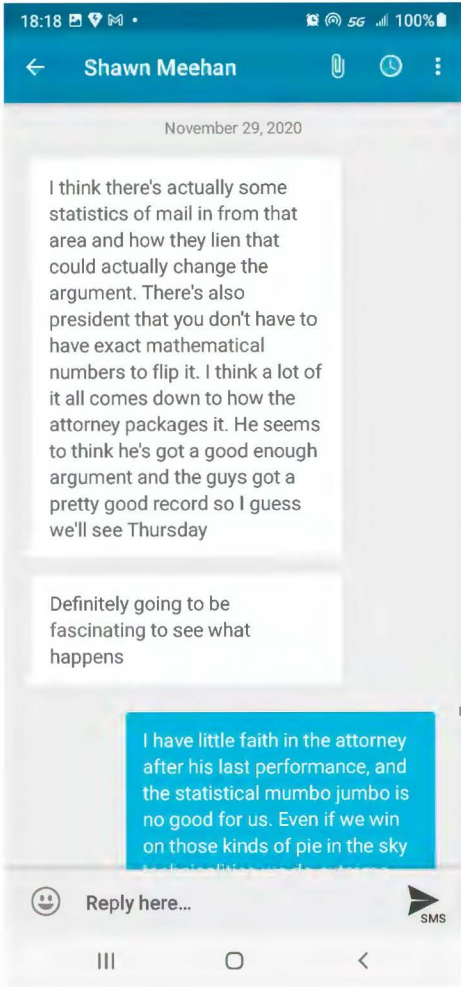 18:18 5G 100%
Shawn Meehan
November 29, 2020
I think there's actually some
statistics of mail in from that
area and how they lien that
could actually change the
argument. There's also
president that you don't have to
have exact mathematical
numbers to flip it. I think a lot of
it all comes down to how the
attorney packages it. He seems
to think he's got a good enough
argument and the guys got a
pretty good record so I guess
we'll see Thursday
Definitely going to be
fascinating to see what
happens
I have little faith in the attorney
after his last performance, and
the statistical mumbo jumbo is
no good for us. Even if we win
on those kinds of pie in the sky
Reply here...
SMS